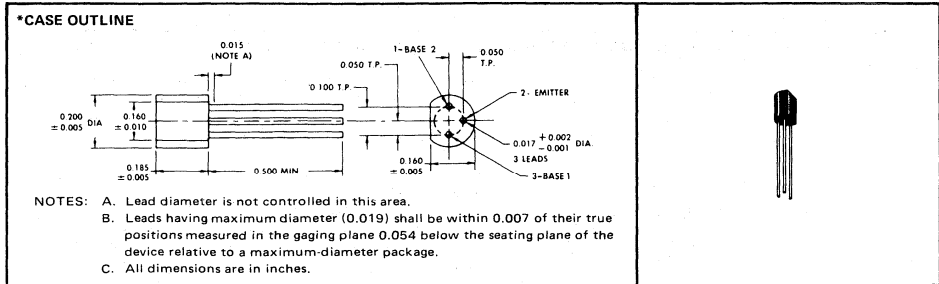 *CASE OUTLINE
0.015
(NOTE A)
1-BASE 2
0.050
T.P.
0.050 T.P.
0.100 T.P.
2- EMITTER
0.200 DIA
± 0.005
0.160
± 0.010
0.017 + 0.002 DIA.
- 0.001
3 LEADS
0.160
± 0.005
3-BASE 1
0.185
± 0.005
0.500 MIN
NOTES: A. Lead diameter is not controlled in this area.
B. Leads having maximum diameter (0.019) shall be within 0.007 of their true
positions measured in the gaging plane 0.054 below the seating plane of the
device relative to a maximum-diameter package.
C. All dimensions are in inches.